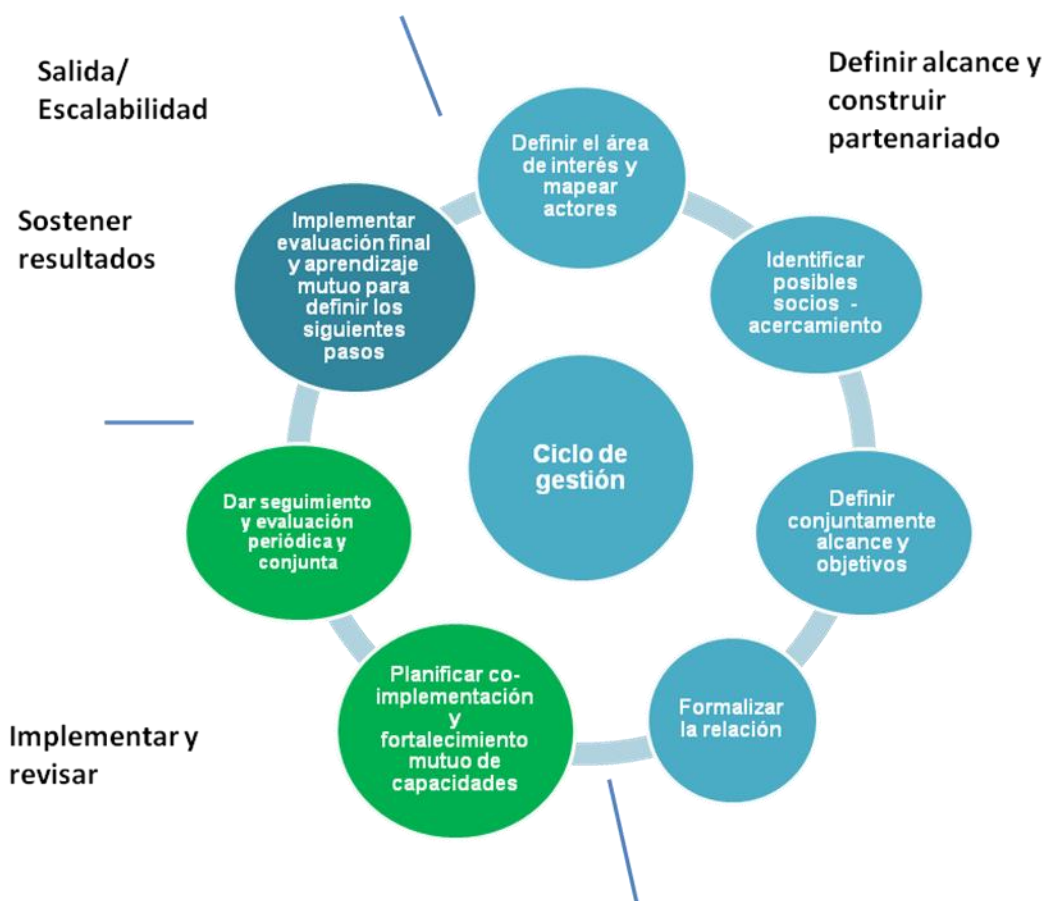 Salida/
Escalabilidad
Definir alcance y
construir
partenariado
Sostener
resultados
Definir el área
de interés y
mapear
actores
Identificar
posibles
socios -
acercamiento
Definir
conjuntamente
alcance y
objetivos
Formalizar
la relación
Planificar co-
implementación
y
fortalecimiento
mutuo de
capacidades
Dar seguimiento
y evaluación
periódica y
conjunta
Implementar
evaluación final
y aprendizaje
mutuo para
definir los
siguientes
pasos
Ciclo de
gestión
Implementar y
revisar